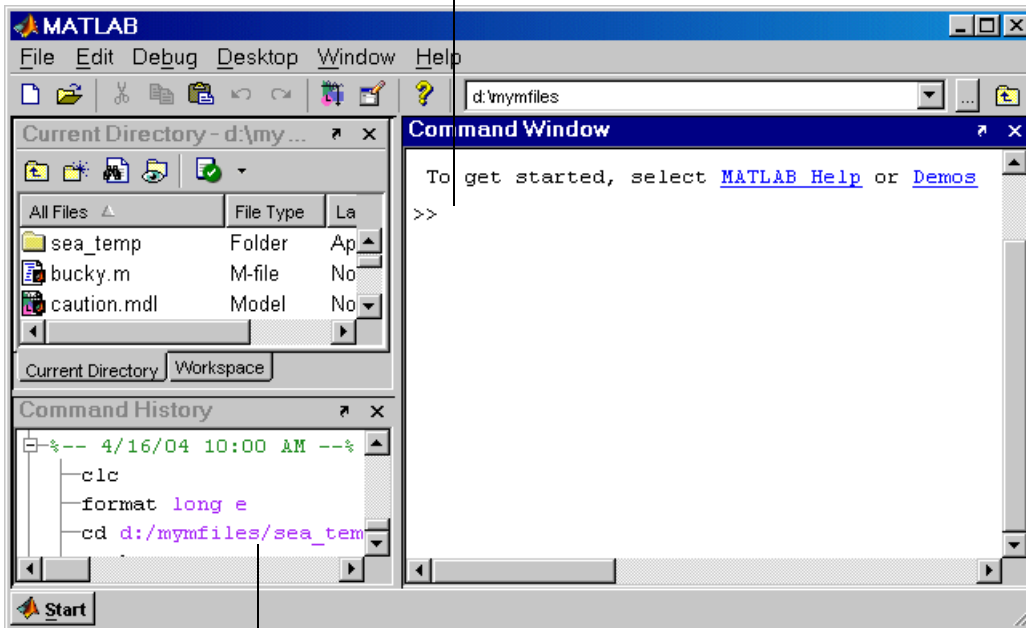 MATLAB
File Edit Debug Desktop Window Help
d:\mymfiles
...
Current Directory - d:\my ...
All Files File Type La
sea_temp Folder Ap
bucky.m M-file No
caution.mdl Model No
Current Directory Workspace
Command History
%-- 4/16/04 10:00 AM --%
clc
format long e
cd d:/mymfiles/sea_tem
Command Window
To get started, select MATLAB Help or Demos
>>
Start